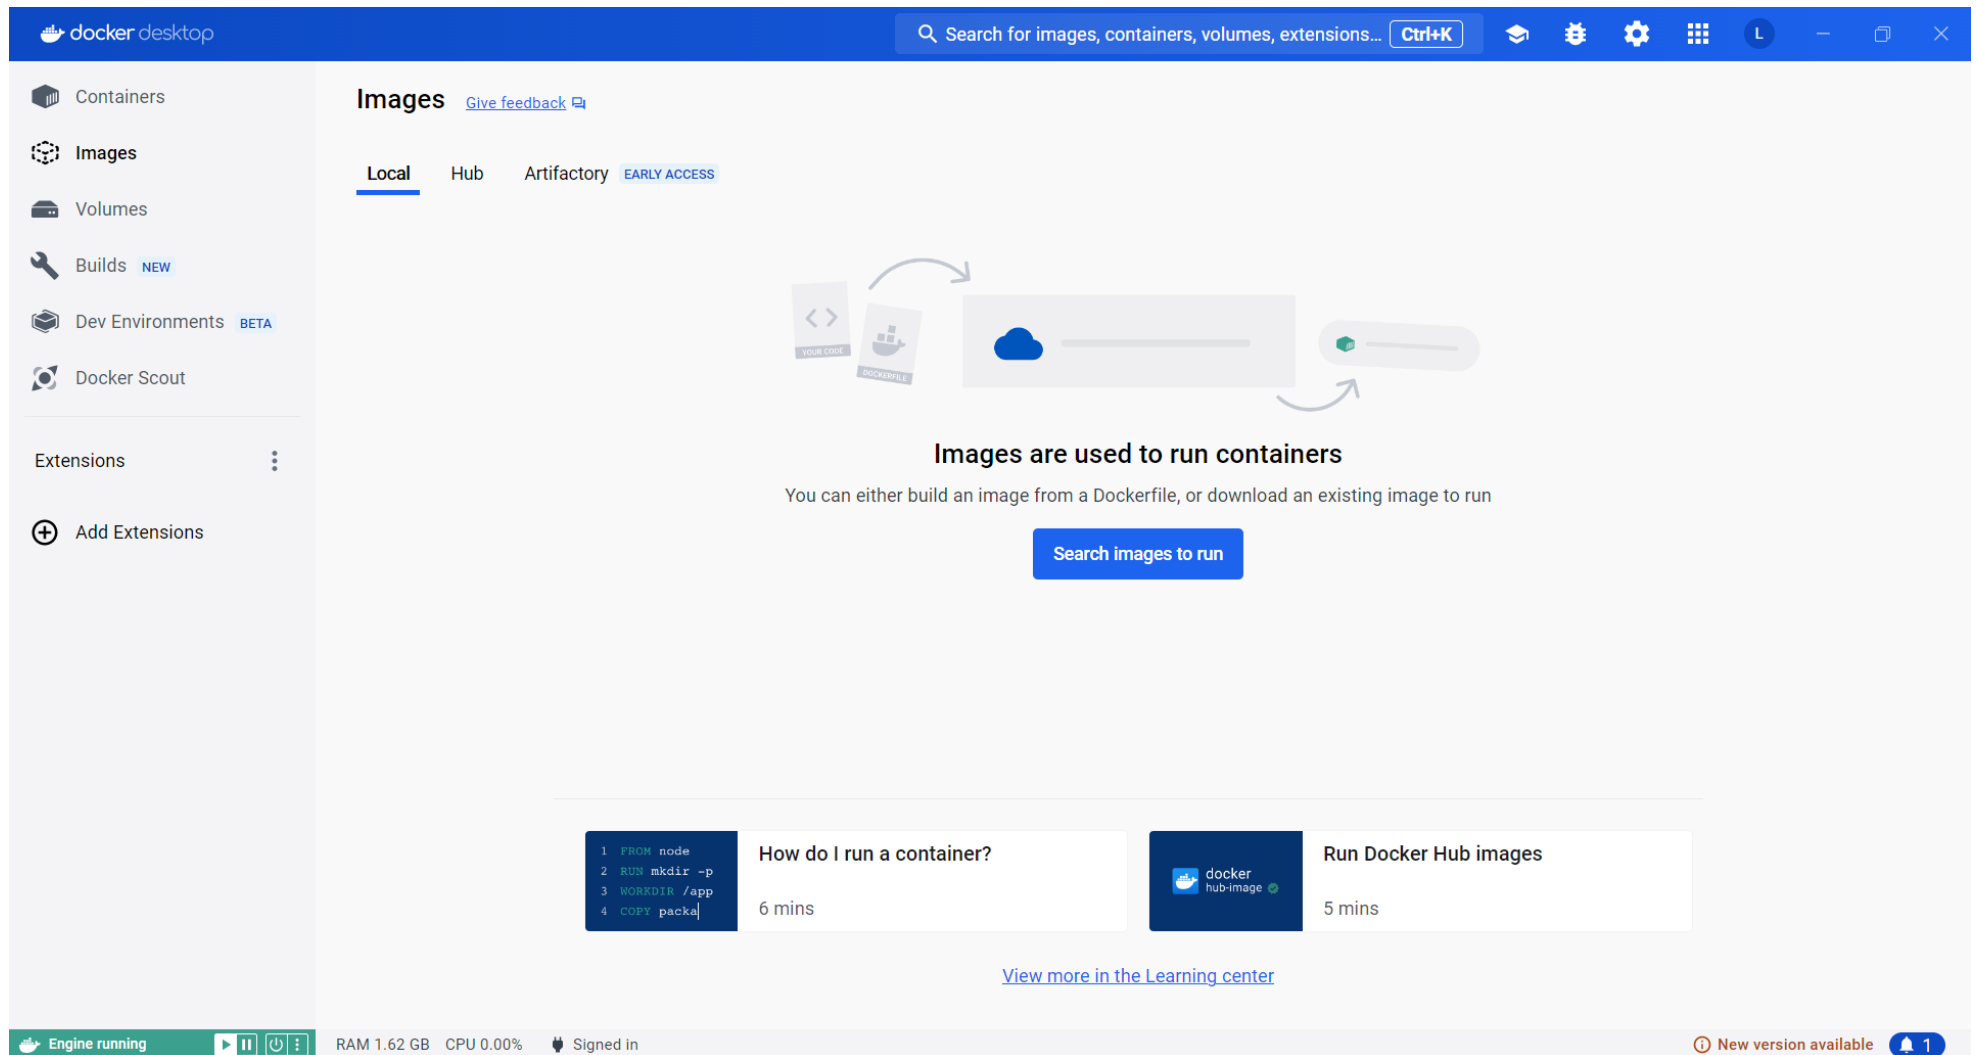 docker desktop
Search for images, containers, volumes, extensions... Ctrl+K
L
Containers
Images
Volumes
Builds NEW
Dev Environments BETA
Docker Scout
Extensions
Add Extensions
Images Give feedback
Local Hub Artifactory EARLY ACCESS
YOUR CODE
DOCKERFILE
Images are used to run containers
You can either build an image from a Dockerfile, or download an existing image to run
Search images to run
1 FROM node
2 RUN mkdir -p
3 WORKDIR /app
4 COPY packa
How do I run a container?
6 mins
docker
hub-image
Run Docker Hub images
5 mins
View more in the Learning center
Engine running
RAM 1.62 GB CPU 0.00% Signed in
New version available 1